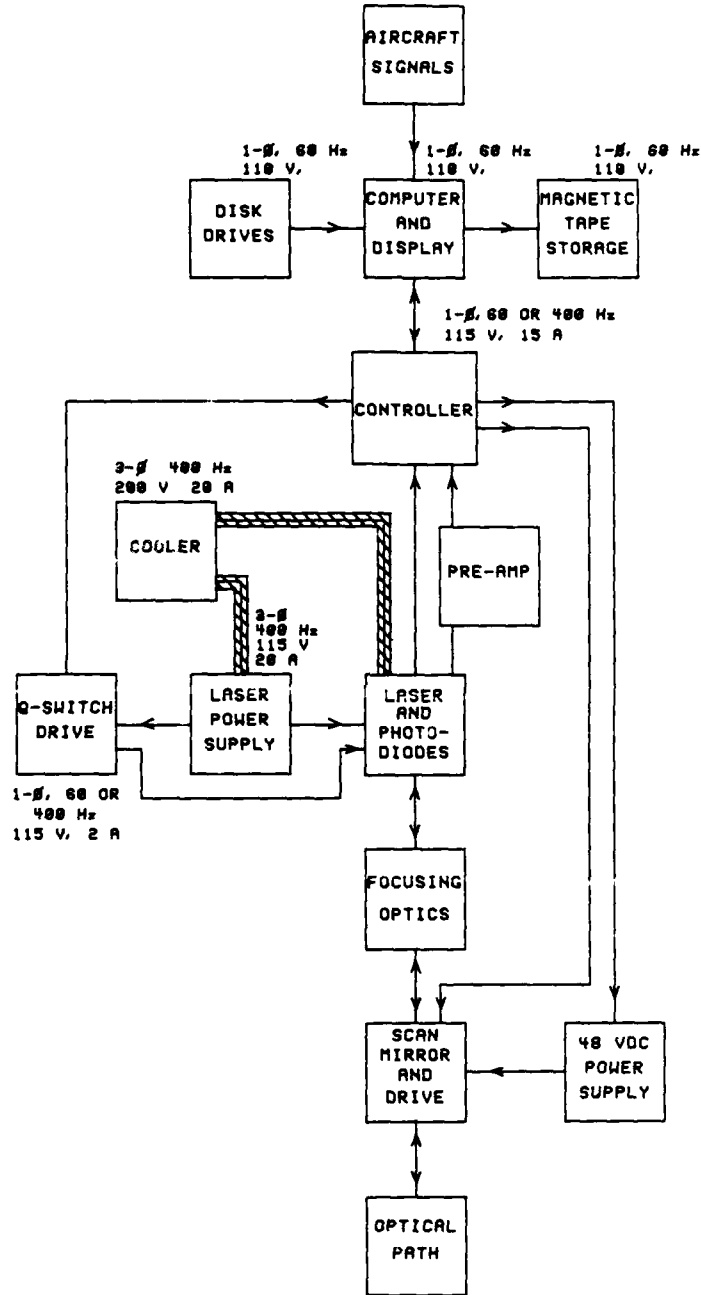 AIRCRAFT
SIGNALS
1-Ø, 60 Hz
110 V,
1-Ø, 60 Hz
110 V,
1-Ø, 60 Hz
110 V,
DISK
DRIVES
COMPUTER
AND
DISPLAY
MAGNETIC
TAPE
STORAGE
1-Ø, 60 OR 400 Hz
115 V, 15 A
CONTROLLER
3-Ø 400 Hz
200 V 20 A
COOLER
PRE-AMP
3-Ø
400 Hz
115 V
20 A
Q-SWITCH
DRIVE
LASER
POWER
SUPPLY
LASER
AND
PHOTO-
DIODES
1-Ø, 60 OR
400 Hz
115 V, 2 A
FOCUSING
OPTICS
SCAN
MIRROR
AND
DRIVE
48 VDC
POWER
SUPPLY
OPTICAL
PATH